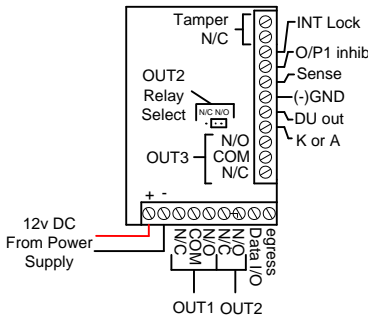 Tamper
N/C
INT Lock
O/P1 inhib
Sense
(-)GND
DU out
K or A
OUT2
Relay
Select
N/C N/O
OUT3
N/O
COM
N/C
+ -
12v DC
From Power
Supply
N/C
COM
N/O
N/C
N/O
Data I/O
egress
OUT1 OUT2